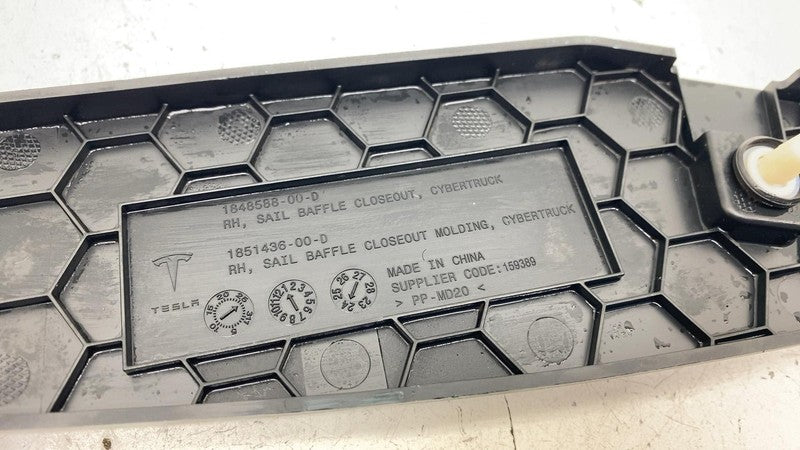 1848588-00-D
RH, SAIL BAFFLE CLOSEOUT, CYBERTRUCK
1851436-00-D
RH, SAIL BAFFLE CLOSEOUT MOLDING, CYBERTRUCK
MADE IN CHINA
SUPPLIER CODE:159389
> PP-MD20 <
TESLA